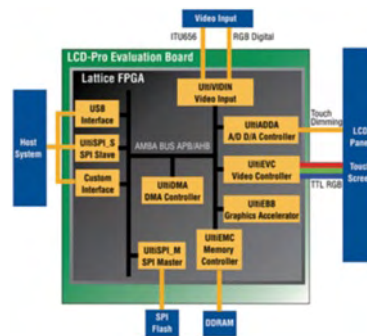 Video Input
ITU656
RGB Digital
LCD-Pro Evaluation Board
Lattice FPGA
UltiVIDIN
Video Input
USB
Interface
Touch
Dimming
UltiADDA
A/D D/A Controller
LCD
Panel
Host
System
UltiSPI_S
SPI Slave
AMBA BUS APB/AHB
UltiEVC
Video Controller
Touch
Screen
Custom
Interface
UltiDMA
DMA Controller
TTL RGB
UltiEBB
Graphics Accelerator
UltiSPI_M
SPI Master
UltiEMC
Memory
Controller
SPI
Flash
DDRAM